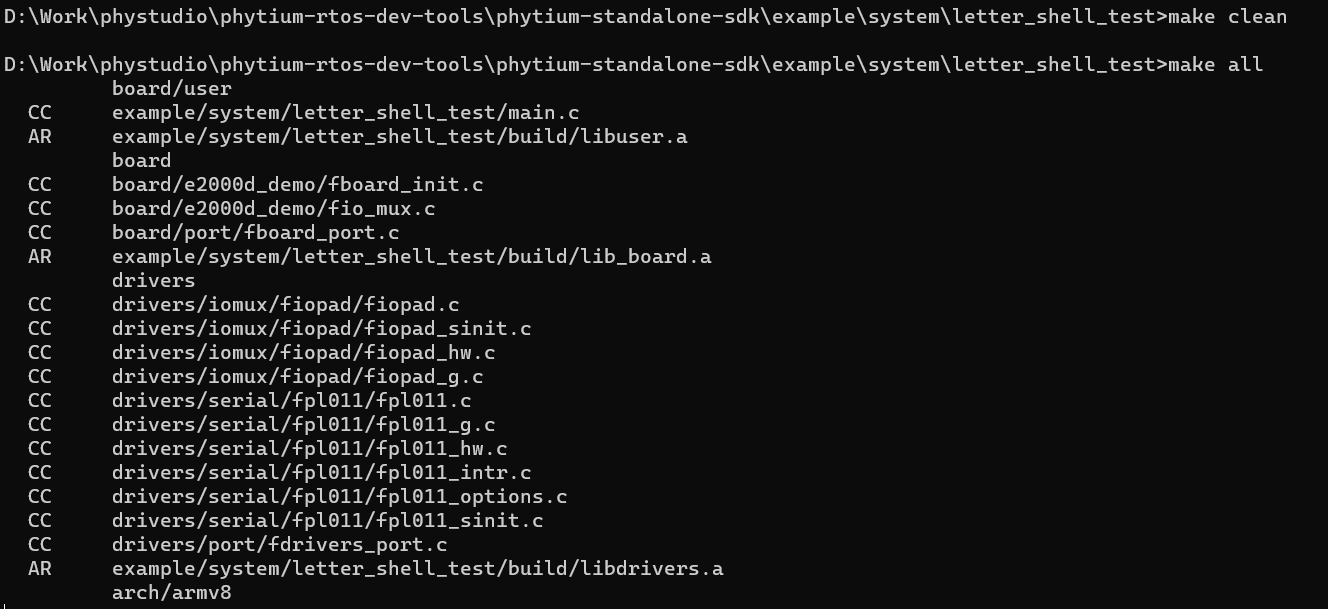 D:\Work\phystudio\phytium-rtos-dev-tools\phytium-standalone-sdk\example\system\letter_shell_test>make clean
D:\Work\phystudio\phytium-rtos-dev-tools\phytium-standalone-sdk\example\system\letter_shell_test>make all
board/user
CC example/system/letter_shell_test/main.c
AR example/system/letter_shell_test/build/libuser.a
board
CC board/e2000d_demo/fboard_init.c
CC board/e2000d_demo/fio_mux.c
CC board/port/fboard_port.c
AR example/system/letter_shell_test/build/lib_board.a
drivers
CC drivers/iomux/fiopad/fiopad.c
CC drivers/iomux/fiopad/fiopad_sinit.c
CC drivers/iomux/fiopad/fiopad_hw.c
CC drivers/iomux/fiopad/fiopad_g.c
CC drivers/serial/fpl011/fpl011.c
CC drivers/serial/fpl011/fpl011_g.c
CC drivers/serial/fpl011/fpl011_hw.c
CC drivers/serial/fpl011/fpl011_intr.c
CC drivers/serial/fpl011/fpl011_options.c
CC drivers/serial/fpl011/fpl011_sinit.c
CC drivers/port/fdrivers_port.c
AR example/system/letter_shell_test/build/libdrivers.a
arch/armv8